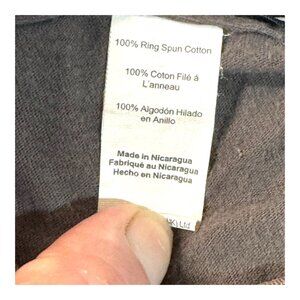 100% Ring Spun Cotton
100% Coton Filé à
L'anneau
100% Algodón Hilado
en Anillo
Made in Nicaragua
Fabriqué au Nicaragua
Hecho en Nicaragua
Ltd